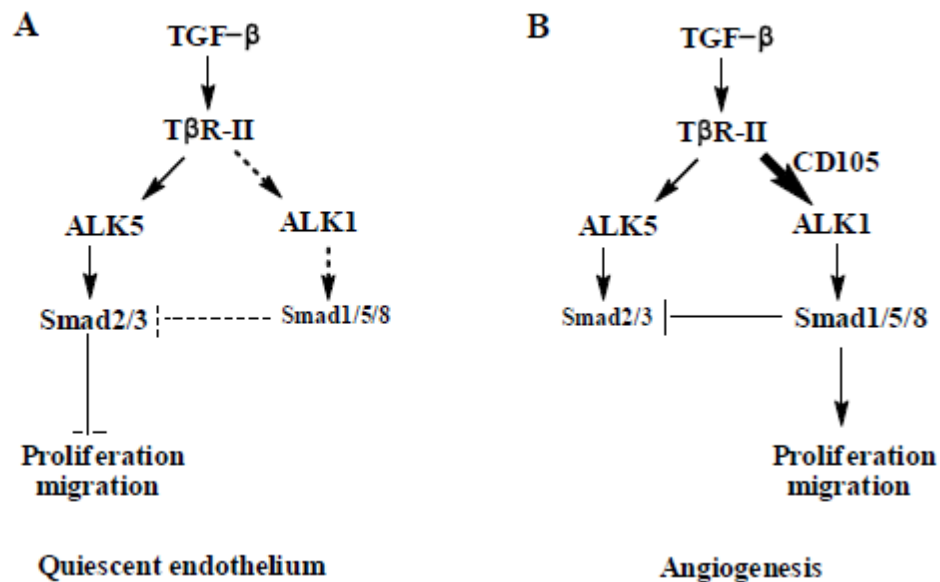 A
TGF−β
TβR-II
ALK5
ALK1
Smad2/3
Smad1/5/8
Proliferation
migration
Quiescent endothelium
B
TGF−β
TβR-II
CD105
ALK5
ALK1
Smad2/3
Smad1/5/8
Proliferation
migration
Angiogenesis